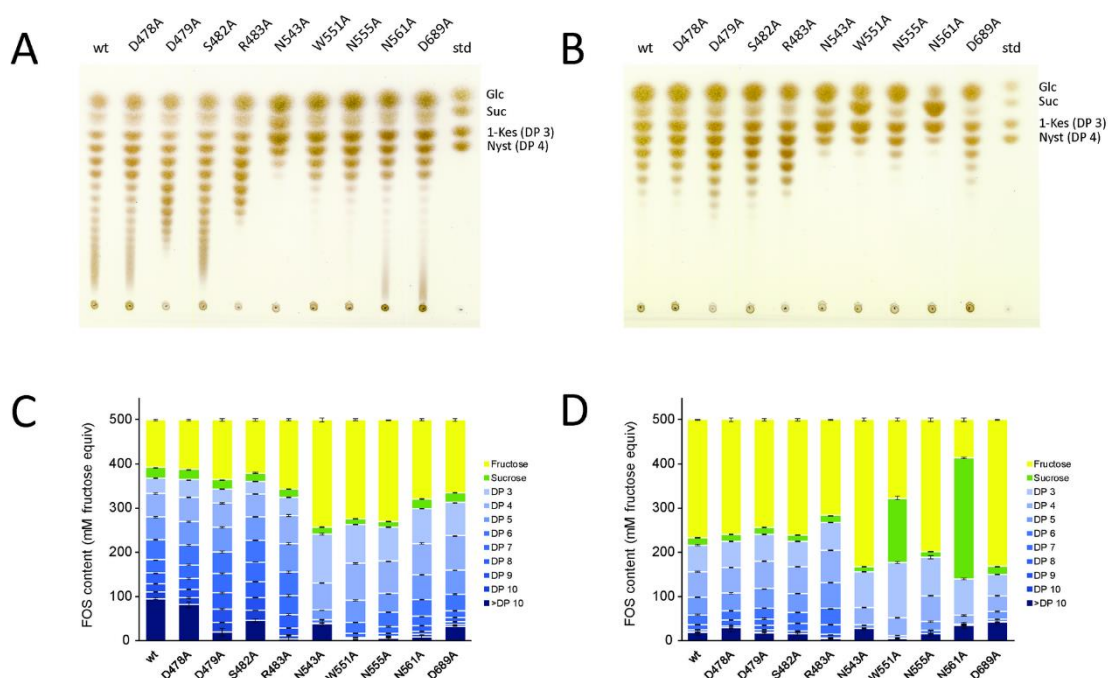 A
wt D478A D479A S482A R483A N543A W551A N555A N561A D689A std
Glc
Suc
1-Kes (DP 3)
Nyst (DP 4)
B
wt D478A D479A S482A R483A N543A W551A N555A N561A D689A std
Glc
Suc
1-Kes (DP 3)
Nyst (DP 4)
C
FOS content (mM fructose equiv)
500
400
300
200
100
0
wt D478A D479A S482A R483A N543A W551A N555A N561A D689A
Fructose
Sucrose
DP 3
DP 4
DP 5
DP 6
DP 7
DP 8
DP 9
DP 10
>DP 10
D
FOS content (mM fructose equiv)
500
400
300
200
100
0
wt D478A D479A S482A R483A N543A W551A N555A N561A D689A
Fructose
Sucrose
DP 3
DP 4
DP 5
DP 6
DP 7
DP 8
DP 9
DP 10
>DP 10